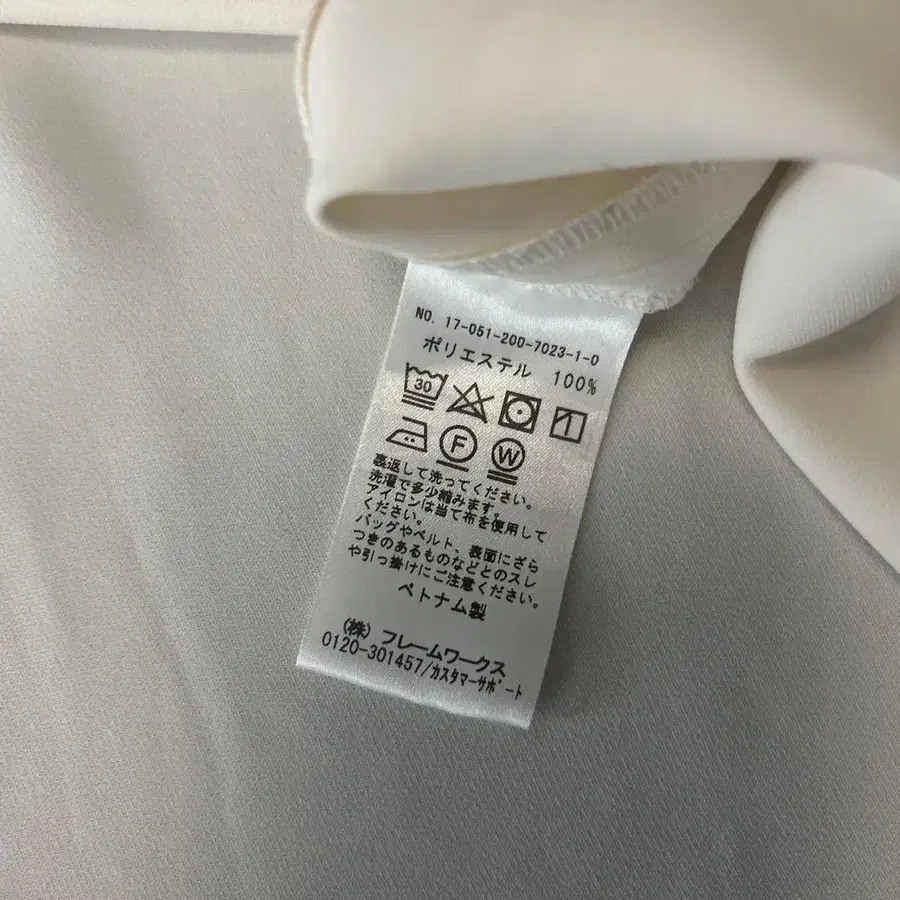 NO. 17-051-200-7023-1-0
ポリエステル 100%
30
F W
裏返して洗ってください。
洗濯で多少縮みます。
アイロンは当て布を使用して
ください。
バッグやベルト、表面にざら
つきのあるものなどとのスレ
や引っ掛けにご注意ください。
ベトナム製
(株) フレームワークス
0120-301457/カスタマーサポート